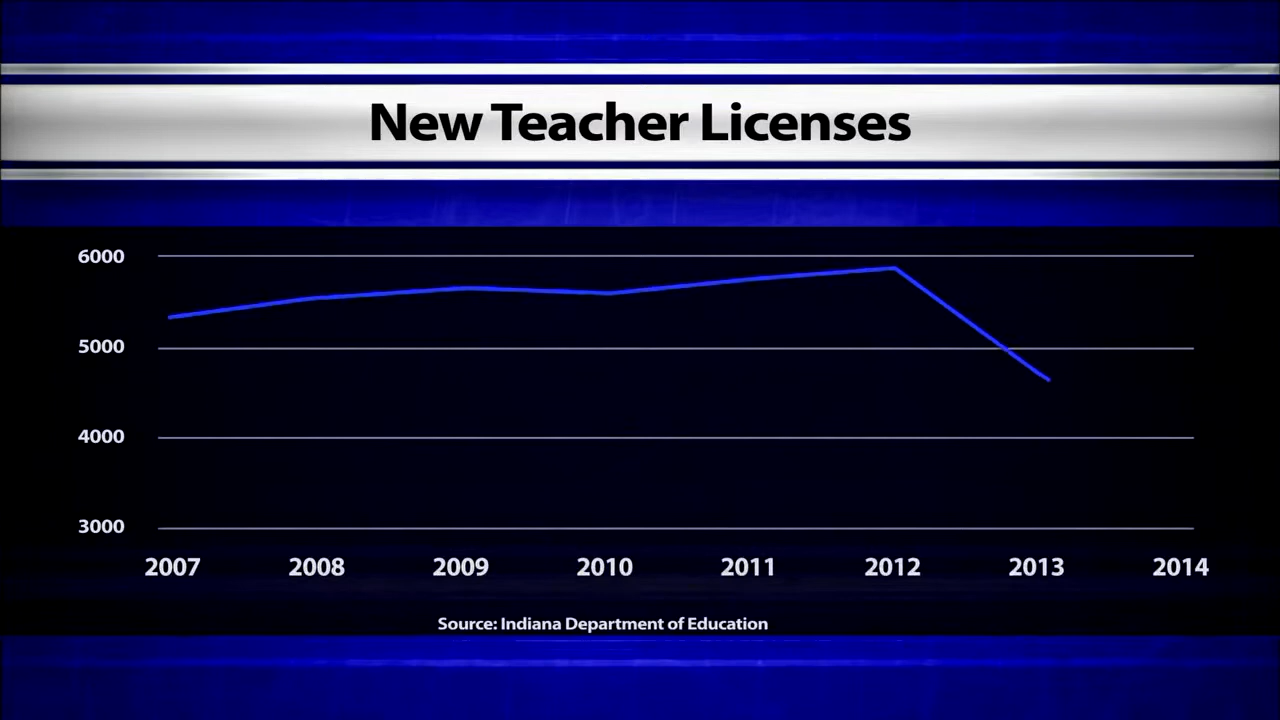 New Teacher Licenses
6000
5000
4000
3000
2007 2008 2009 2010 2011 2012 2013 2014
Source: Indiana Department of Education